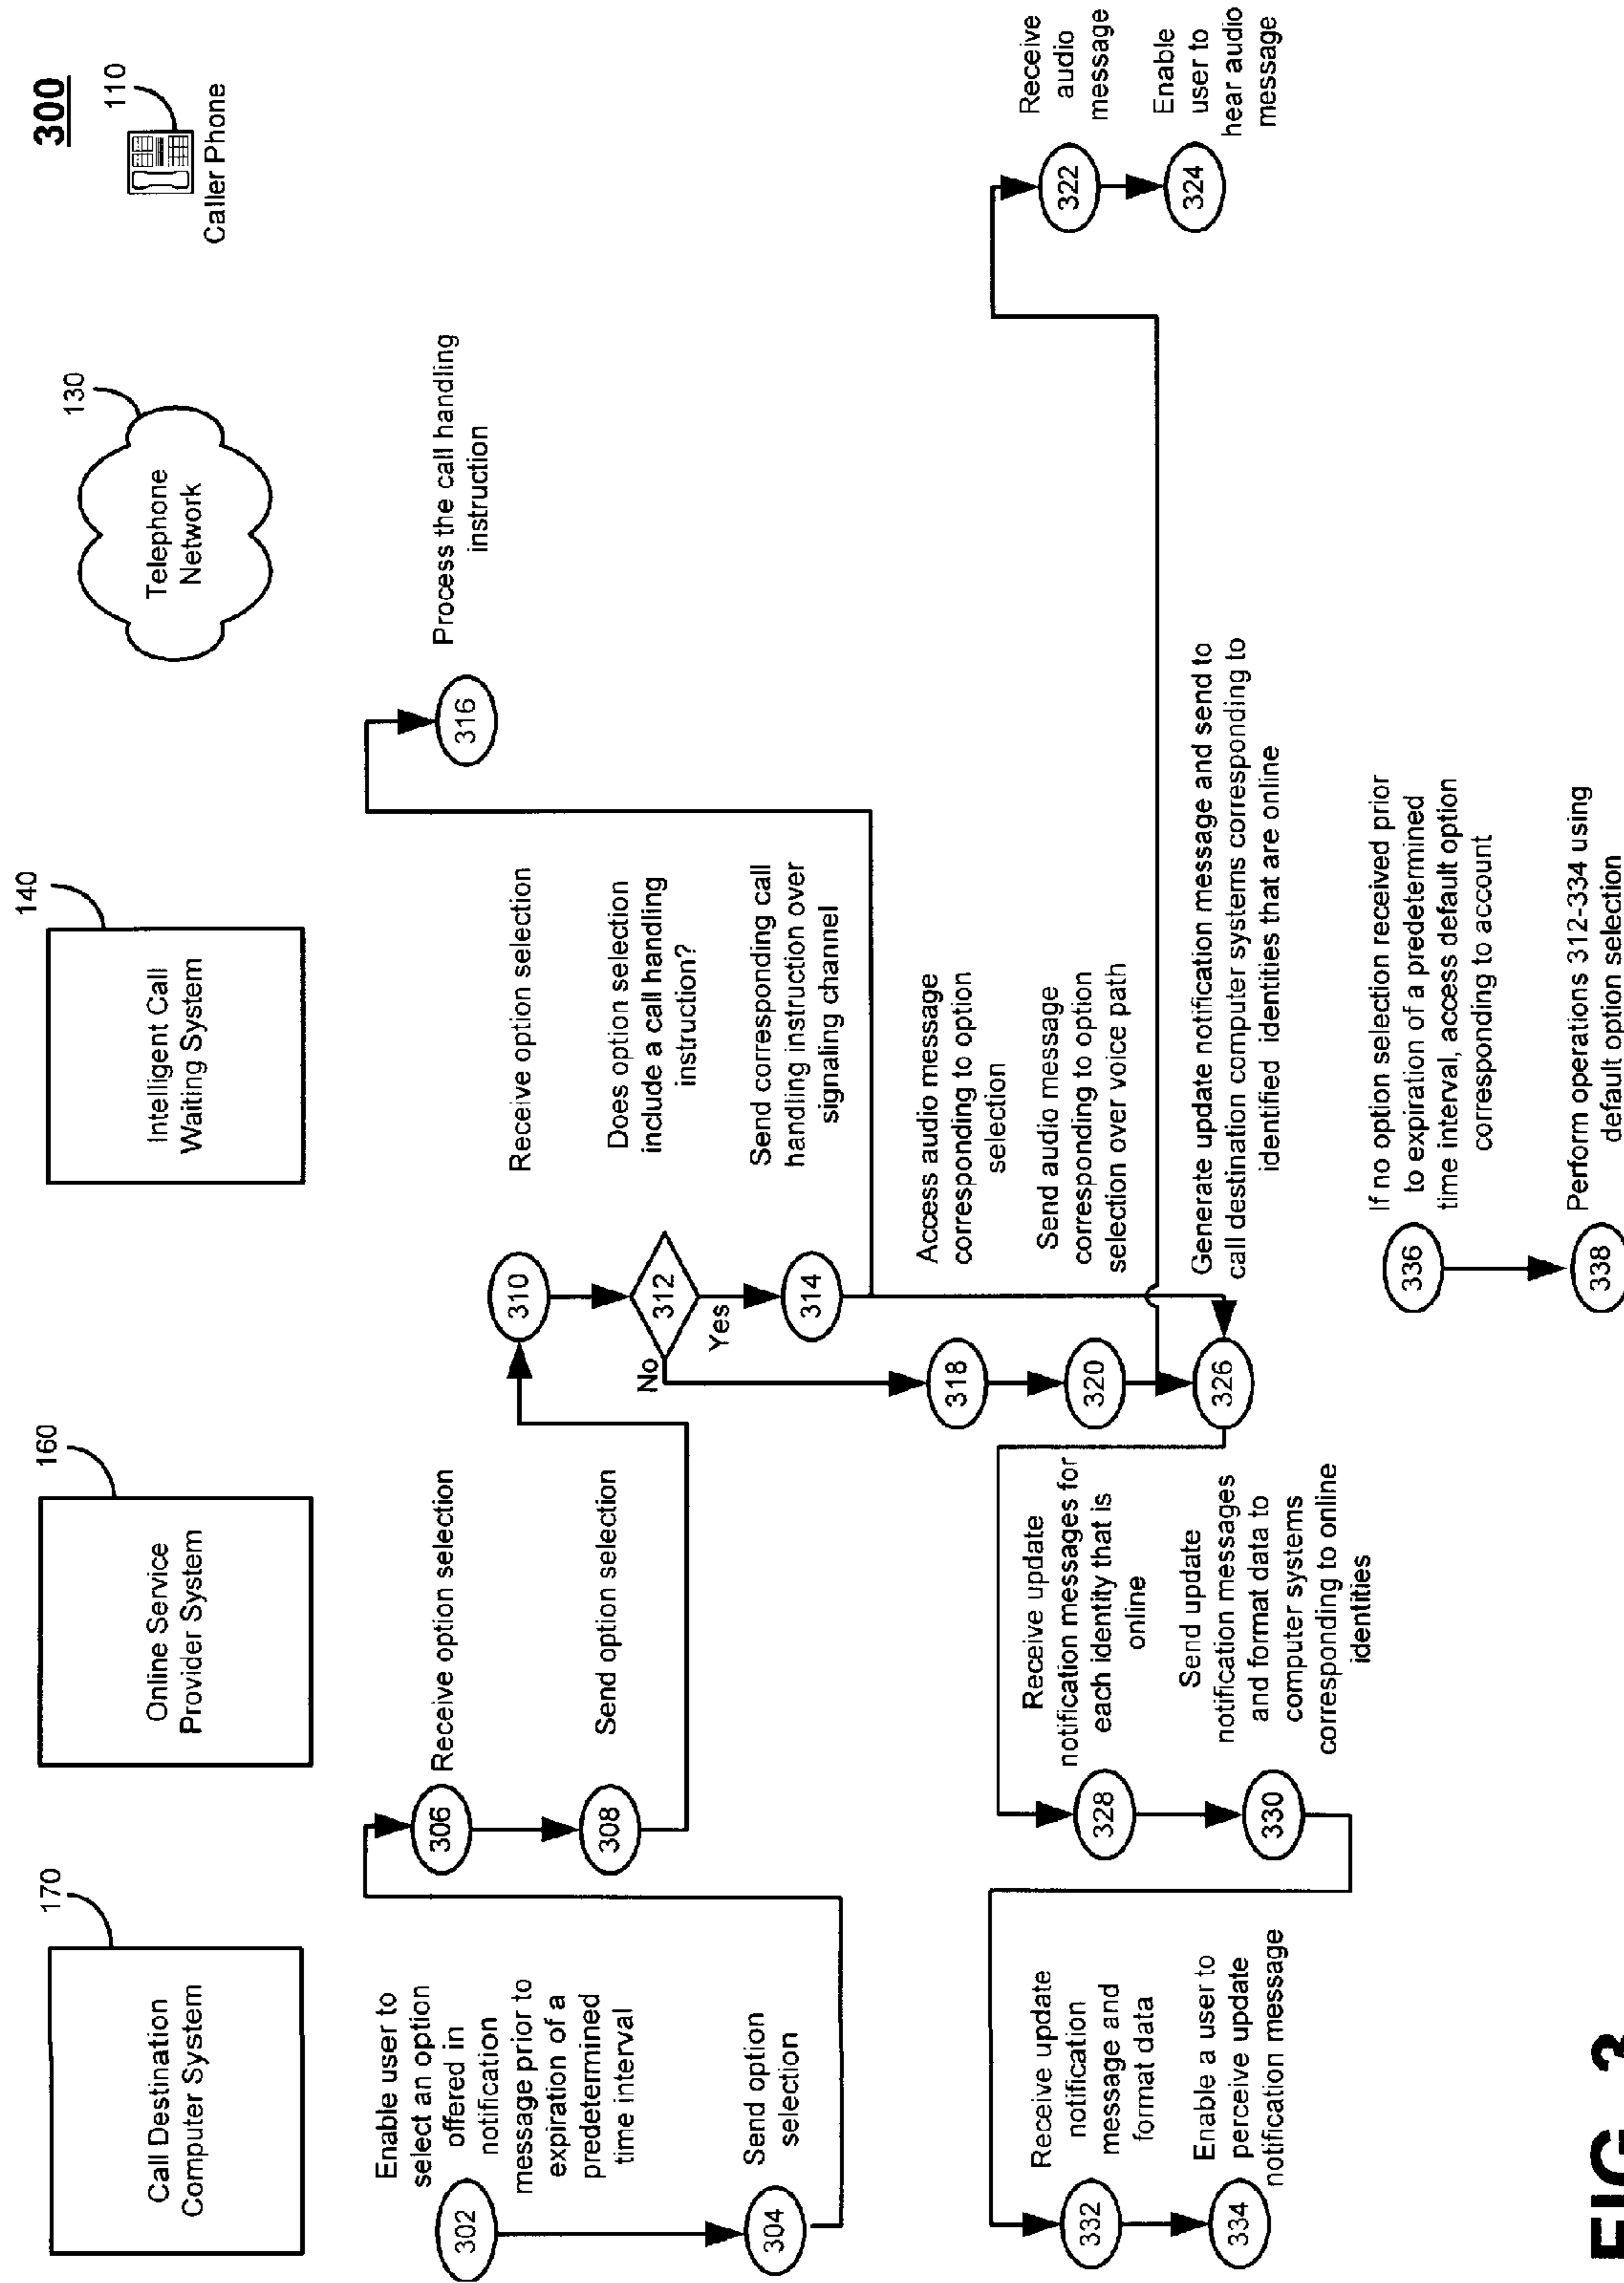 300
170
Call Destination
Computer System
160
Online Service
Provider System
140
Intelligent Call
Waiting System
130
Telephone
Network
110
Caller Phone
302
Enable user to
select an option
offered in
notification
message prior to
expiration of a
predetermined
time interval
304
Send option
selection
306
Receive option selection
308
Send option selection
310
Receive option selection
312
Does option selection
include a call handling
instruction?
No
Yes
314
Send corresponding call
handling instruction over
signaling channel
316
Process the call handling
instruction
318
Access audio message
corresponding to option
selection
320
Send audio message
corresponding to option
selection over voice path
322
Receive
audio
message
324
Enable
user to
hear audio
message
326
Generate update notification message and send to
call destination computer systems corresponding to
identified identities that are online
328
Receive update
notification messages for
each identity that is
online
330
Send update
notification messages
and format data to
computer systems
corresponding to online
identities
332
Receive update
notification
message and
format data
334
Enable a user to
perceive update
notification message
336
If no option selection received prior
to expiration of a predetermined
time interval, access default option
corresponding to account
338
Perform operations 312-334 using
default option selection
FIG. 3